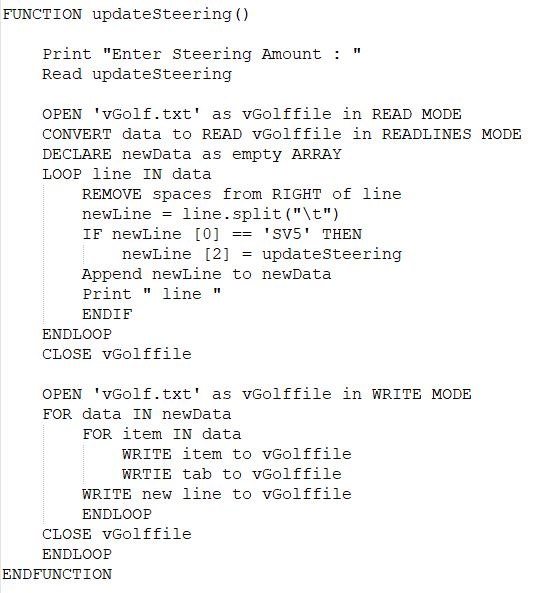 FUNCTION updateSteering()
Print "Enter Steering Amount : "
Read updateSteering
OPEN 'vGolf.txt' as vGolffile in READ MODE
CONVERT data to READ vGolffile in READLINES MODE
DECLARE newData as empty ARRAY
LOOP line IN data
REMOVE spaces from RIGHT of line
newLine = line.split("\t")
IF newLine [0] == 'SV5' THEN
newLine [2] = updateSteering
Append newLine to newData
Print " line "
ENDIF
ENDLOOP
CLOSE vGolffile
OPEN 'vGolf.txt' as vGolffile in WRITE MODE
FOR data IN newData
FOR item IN data
WRITE item to vGolffile
WRTIE tab to vGolffile
WRITE new line to vGolffile
ENDLOOP
CLOSE vGolffile
ENDLOOP
ENDFUNCTION